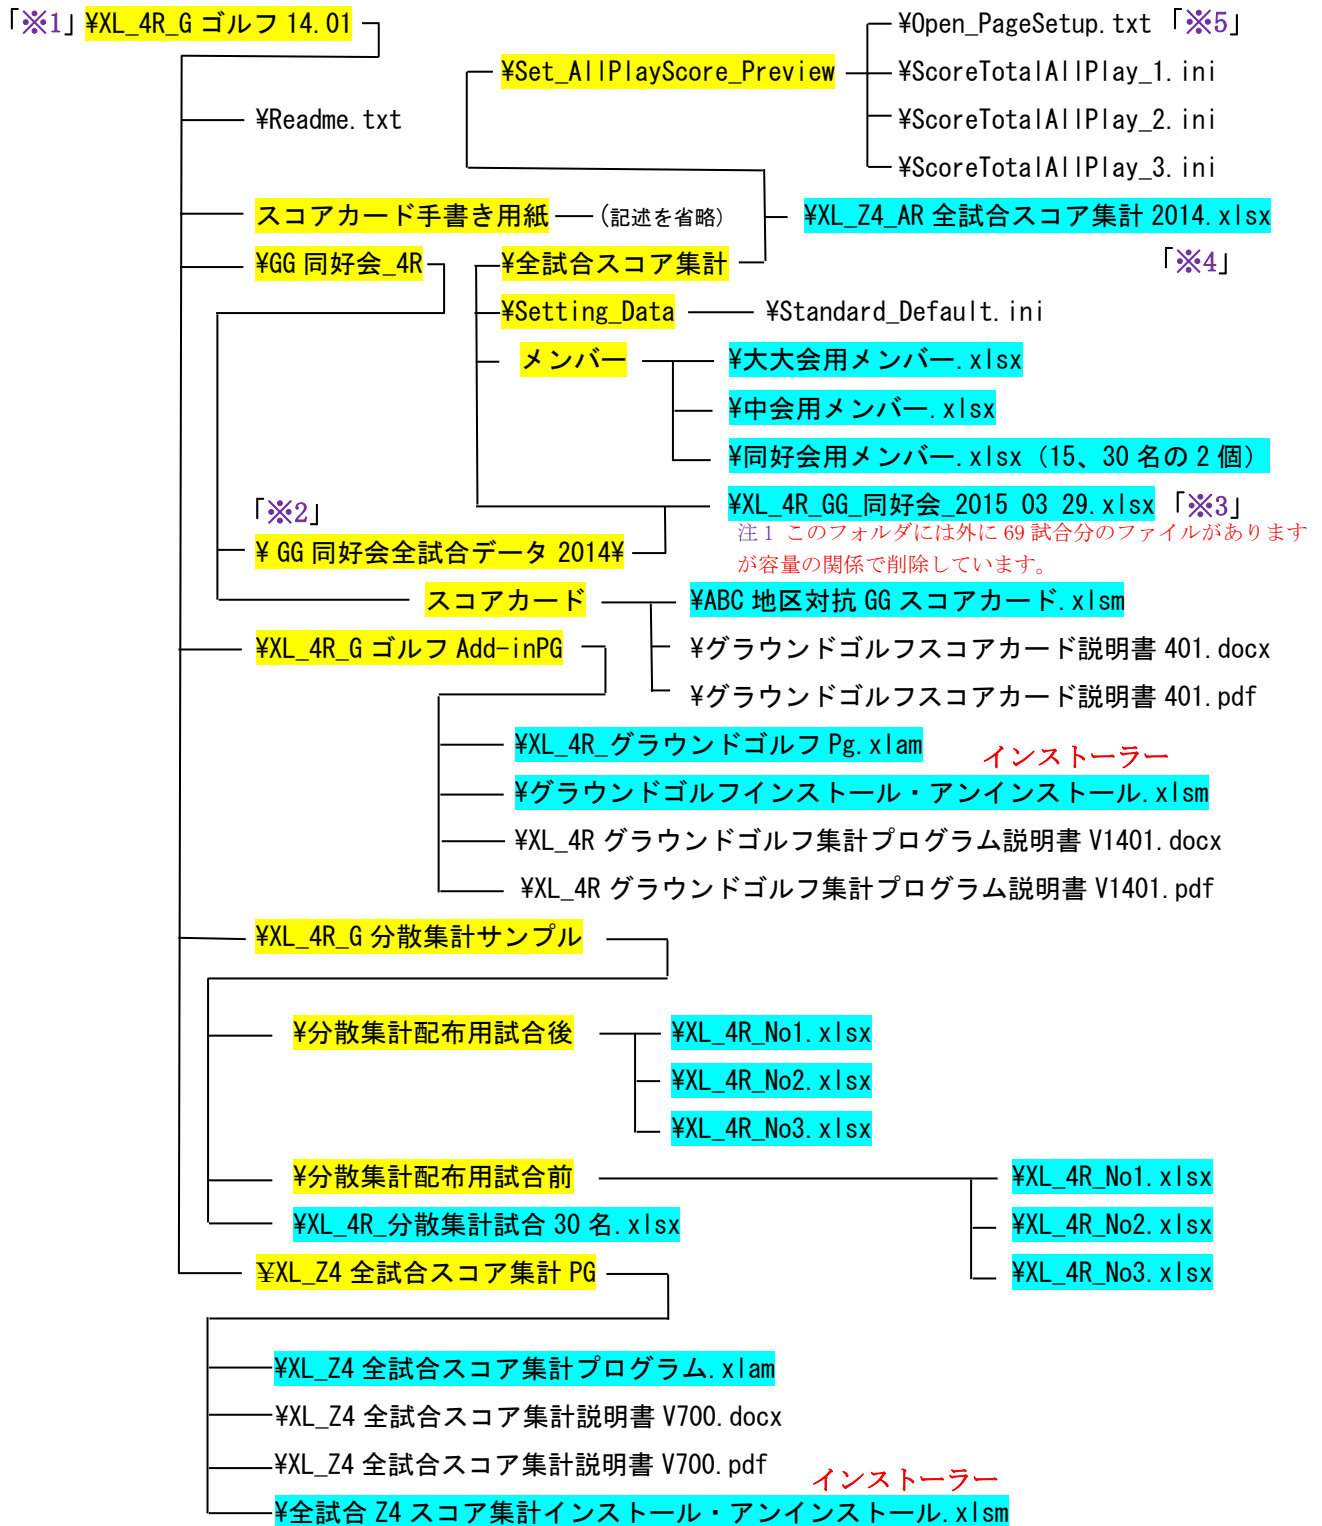 「※1」¥XL_4R_G ゴルフ 14.01
¥Open_PageSetup.txt「※5」
¥Set_AllPlayScore_Preview
¥ScoreTotalAllPlay_1.ini
¥Readme.txt
¥ScoreTotalAllPlay_2.ini
¥ScoreTotalAllPlay_3.ini
スコアカード手書き用紙
(記述を省略)
¥XL_Z4_AR 全試合スコア集計 2014.xlsx
¥GG 同好会_4R
¥全試合スコア集計
「※4」
¥Setting_Data
¥Standard_Default.ini
メンバー
¥大大会用メンバー.xlsx
¥中会用メンバー.xlsx
¥同好会用メンバー.xlsx（15、30 名の 2 個）
「※2」
¥XL_4R_GG_同好会_2015 03 29.xlsx「※3」
注 1 このフォルダには外に 69 試合分のファイルがあります
が容量の関係で削除しています。
¥ GG 同好会全試合データ 2014¥
スコアカード
¥ABC 地区対抗 GG スコアカード.xlsm
¥XL_4R_G ゴルフ Add-inPG
¥グラウンドゴルフスコアカード説明書 401.docx
¥グラウンドゴルフスコアカード説明書 401.pdf
¥XL_4R_グラウンドゴルフ Pg.xlam
インストーラー
¥グラウンドゴルフインストール・アンインストール.xlsm
¥XL_4R グラウンドゴルフ集計プログラム説明書 V1401.docx
¥XL_4R グラウンドゴルフ集計プログラム説明書 V1401.pdf
¥XL_4R_G 分散集計サンプル
¥分散集計配布用試合後
¥XL_4R_No1.xlsx
¥XL_4R_No2.xlsx
¥XL_4R_No3.xlsx
¥分散集計配布用試合前
¥XL_4R_No1.xlsx
¥XL_4R_分散集計試合 30 名.xlsx
¥XL_4R_No2.xlsx
¥XL_Z4 全試合スコア集計 PG
¥XL_4R_No3.xlsx
¥XL_Z4 全試合スコア集計プログラム.xlam
¥XL_Z4 全試合スコア集計説明書 V700.docx
¥XL_Z4 全試合スコア集計説明書 V700.pdf
インストーラー
¥全試合 Z4 スコア集計インストール・アンインストール.xlsm